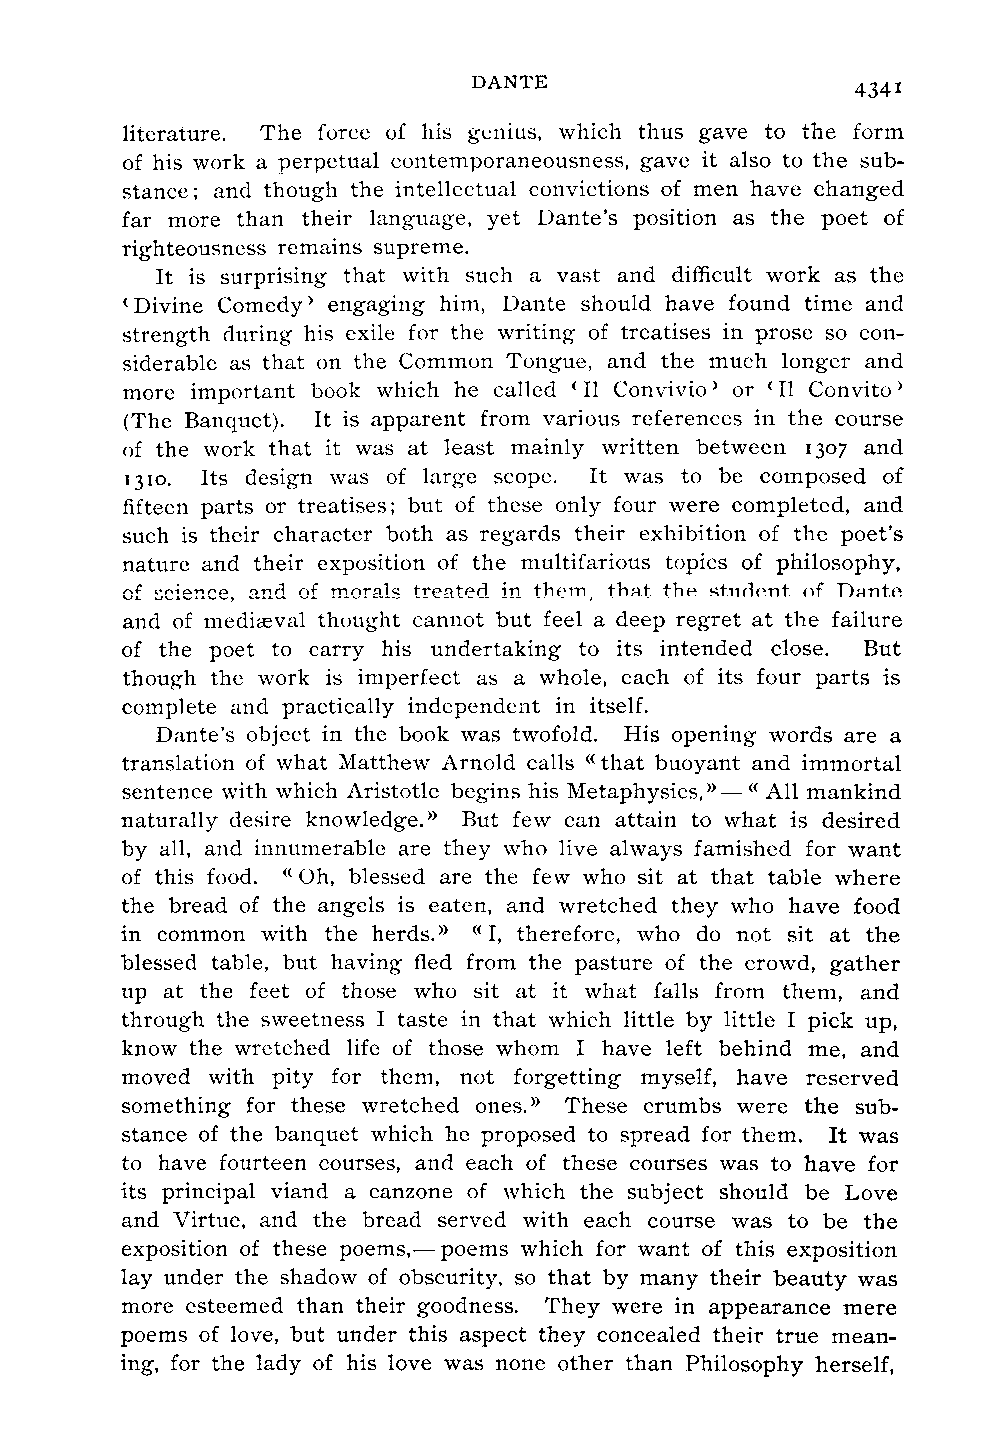 DANTE
4341
literature. The force of his genius, which thus gave to the form
of his work a perpetual contemporaneousness, gave it also to the sub-
stance; and though the intellectual convictions of men have changed
far more than their language, yet Dante's position as the poet of
righteousness remains supreme.
It is surprising that with such a vast and difficult work as the
‹Divine Comedy› engaging him, Dante should have found time and
strength during his exile for the writing of treatises in prose so con-
siderable as that on the Common Tongue, and the much longer and
more important book which he called ‹Il Convivio› or ‹Il Convito›
(The Banquet). It is apparent from various references in the course
of the work that it was at least mainly written between 1307 and
1310. Its design was of large scope. It was to be composed of
fifteen parts or treatises; but of these only four were completed, and
such is their character both as regards their exhibition of the poet's
nature and their exposition of the multifarious topics of philosophy,
of science, and of morals treated in them, that the student of Dante
and of mediæval thought cannot but feel a deep regret at the failure
of the poet to carry his undertaking to its intended close. But
though the work is imperfect as a whole, each of its four parts is
complete and practically independent in itself.
Dante's object in the book was twofold. His opening words are a
translation of what Matthew Arnold calls «that buoyant and immortal
sentence with which Aristotle begins his Metaphysics,»—«All mankind
naturally desire knowledge.» But few can attain to what is desired
by all, and innumerable are they who live always famished for want
of this food. «Oh, blessed are the few who sit at that table where
the bread of the angels is eaten, and wretched they who have food
in common with the herds.» «I, therefore, who do not sit at the
blessed table, but having fled from the pasture of the crowd, gather
up at the feet of those who sit at it what falls from them, and
through the sweetness I taste in that which little by little I pick up,
know the wretched life of those whom I have left behind me, and
moved with pity for them, not forgetting myself, have reserved
something for these wretched ones.» These crumbs were the sub-
stance of the banquet which he proposed to spread for them. It was
to have fourteen courses, and each of these courses was to have for
its principal viand a canzone of which the subject should be Love
and Virtue, and the bread served with each course was to be the
exposition of these poems,—poems which for want of this exposition
lay under the shadow of obscurity, so that by many their beauty was
more esteemed than their goodness. They were in appearance mere
poems of love, but under this aspect they concealed their true mean-
ing, for the lady of his love was none other than Philosophy herself,